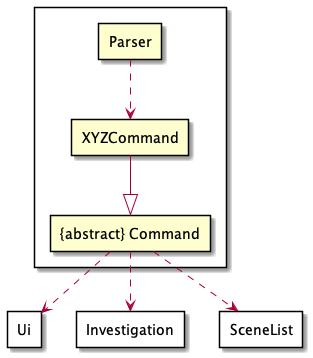 Parser
XYZCommand
{abstract} Command
Ui
Investigation
SceneList